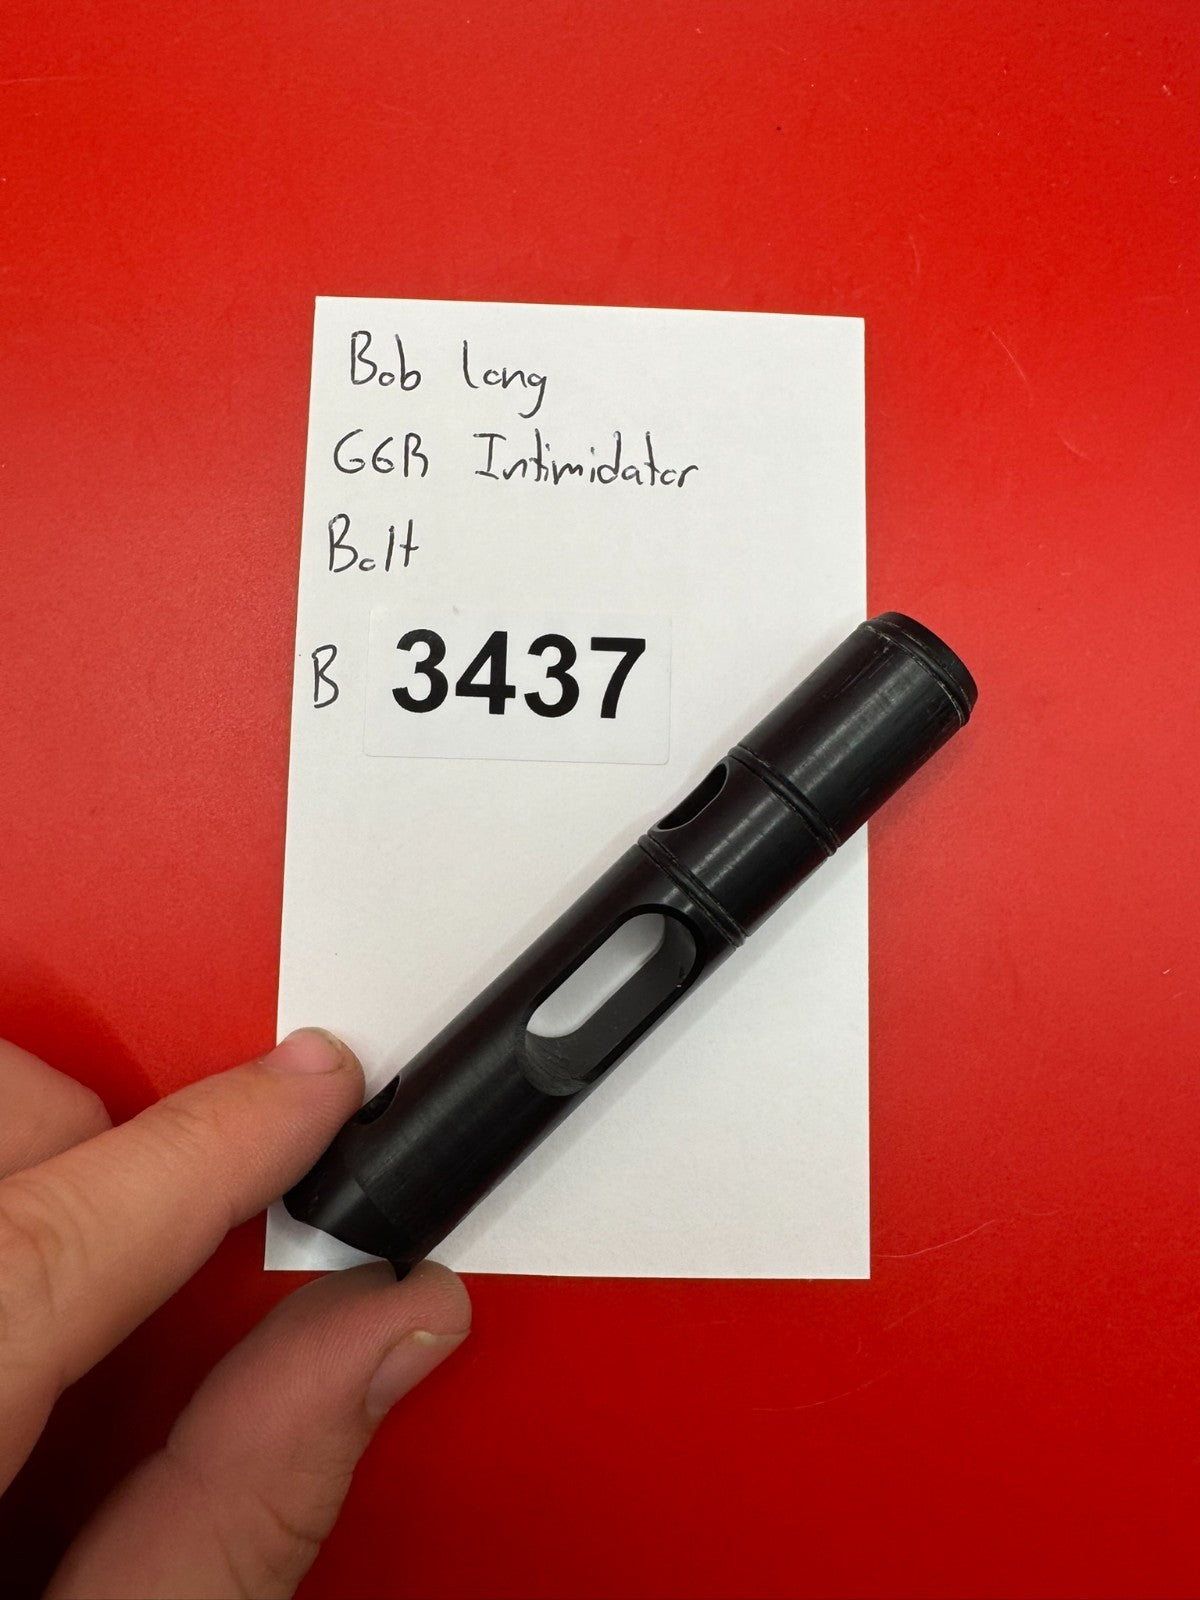 Bob long
G6R Intimidator
Bolt
B 3437